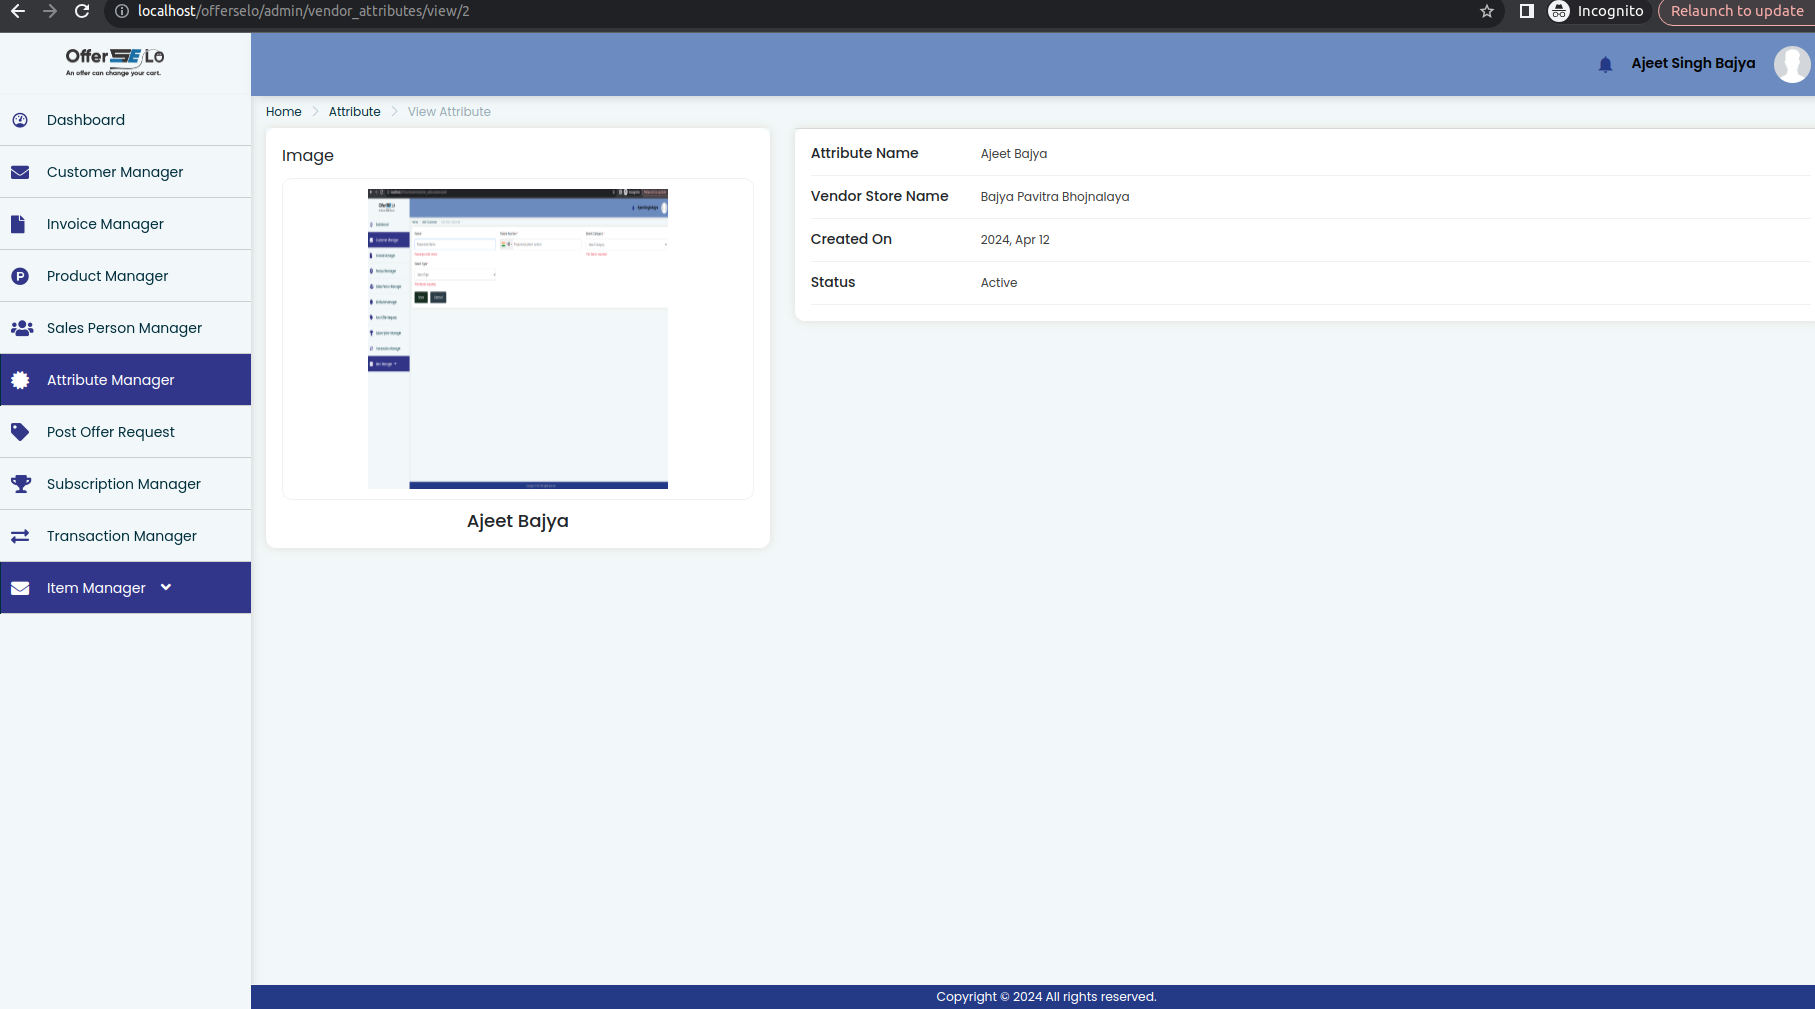 localhost/offerselo/admin/vendor_attributes/view/2
Incognito
Relaunch to update
Offer SELO
An offer can change your cart.
Ajeet Singh Bajya
Dashboard
Customer Manager
Invoice Manager
Product Manager
Sales Person Manager
Attribute Manager
Post Offer Request
Subscription Manager
Transaction Manager
Item Manager
Home > Attribute > View Attribute
Image
Ajeet Bajya
Attribute Name Ajeet Bajya
Vendor Store Name Bajya Pavitra Bhojnalaya
Created On 2024, Apr 12
Status Active
Copyright © 2024 All rights reserved.